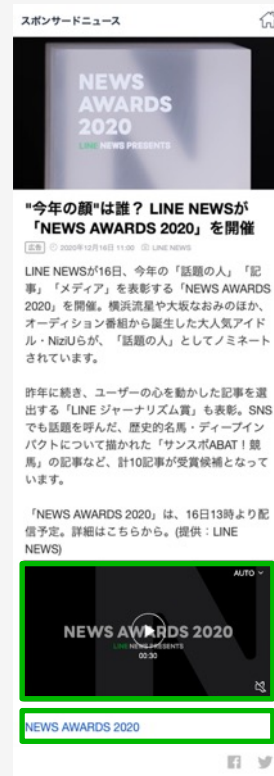 スポンサードニュース
NEWS
AWARDS
2020
LINE NEWS PRESENTS
"今年の顔"は誰？ LINE NEWSが
「NEWS AWARDS 2020」を開催
広告 2020年12月16日 11:00 LINE NEWS
LINE NEWSが16日、今年の「話題の人」「記
事」「メディア」を表彰する「NEWS AWARDS
2020」を開催。横浜流星や大坂なおみのほか、
オーディション番組から誕生した大人気アイド
ル・NiziUらが、「話題の人」としてノミネート
されています。
昨年に続き、ユーザーの心を動かした記事を選
出する「LINE ジャーナリズム賞」も表彰。SNS
でも話題を呼んだ、歴史的名馬・ディープイン
パクトについて描かれた「サンスポABAT！競
馬」の記事など、計10記事が受賞候補となって
います。
「NEWS AWARDS 2020」は、16日13時より配
信予定。詳細はこちらから。(提供：LINE
NEWS)
AUTO
NEWS AWARDS 2020
LINE NEWS PRESENTS
00:30
NEWS AWARDS 2020